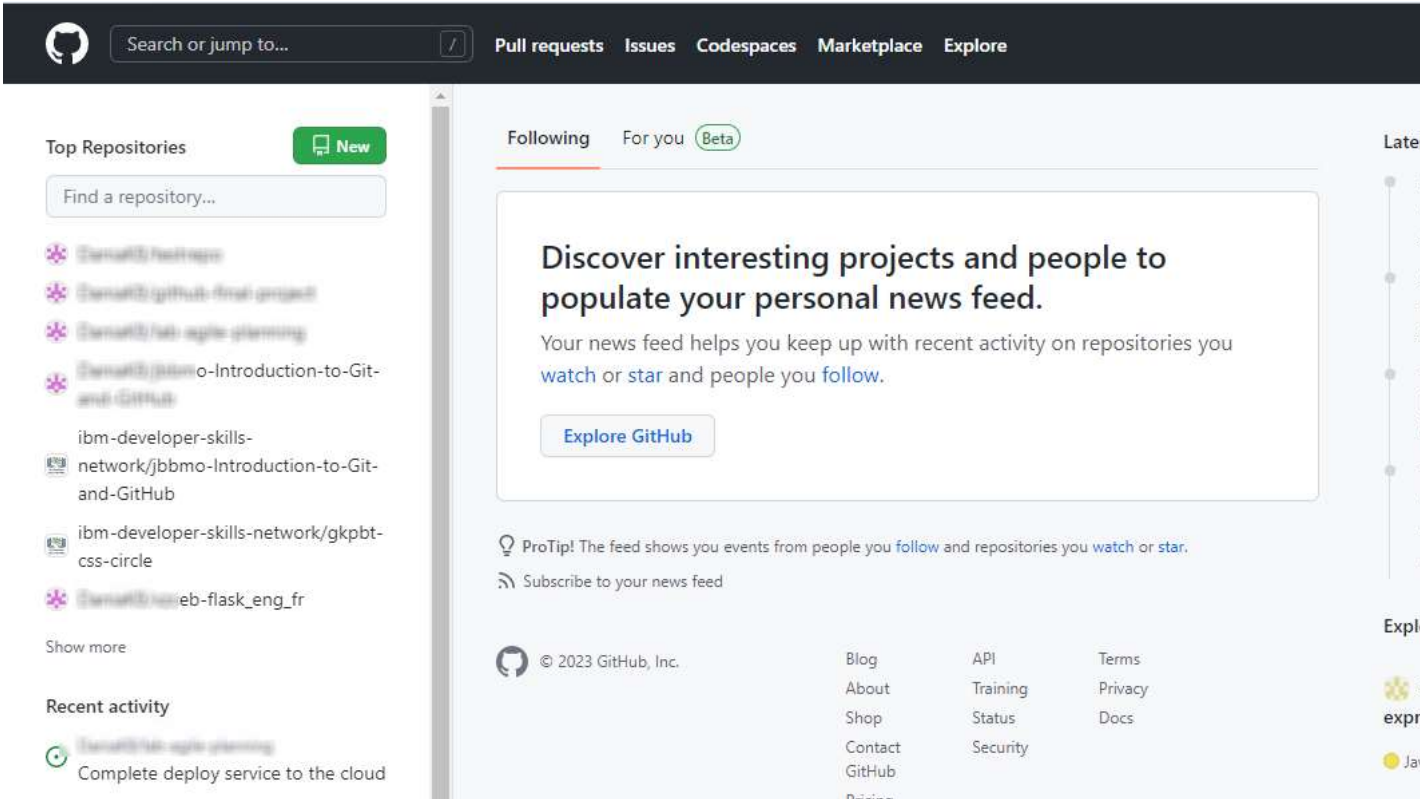 Search or jump to...
/
Pull requests Issues Codespaces Marketplace Explore
Top Repositories
New
Find a repository...
o-Introduction-to-Git-
ibm-developer-skills-
network/jbbmo-Introduction-to-Git-
and-GitHub
ibm-developer-skills-network/gkpbt-
css-circle
eb-flask_eng_fr
Show more
Recent activity
Complete deploy service to the cloud
Following For you Beta
Discover interesting projects and people to
populate your personal news feed.
Your news feed helps you keep up with recent activity on repositories you
watch or star and people you follow.
Explore GitHub
ProTip! The feed shows you events from people you follow and repositories you watch or star.
Subscribe to your news feed
© 2023 GitHub, Inc.
Blog
About
Shop
Contact
GitHub
API
Training
Status
Security
Terms
Privacy
Docs
Late
Expl
expr
Ja